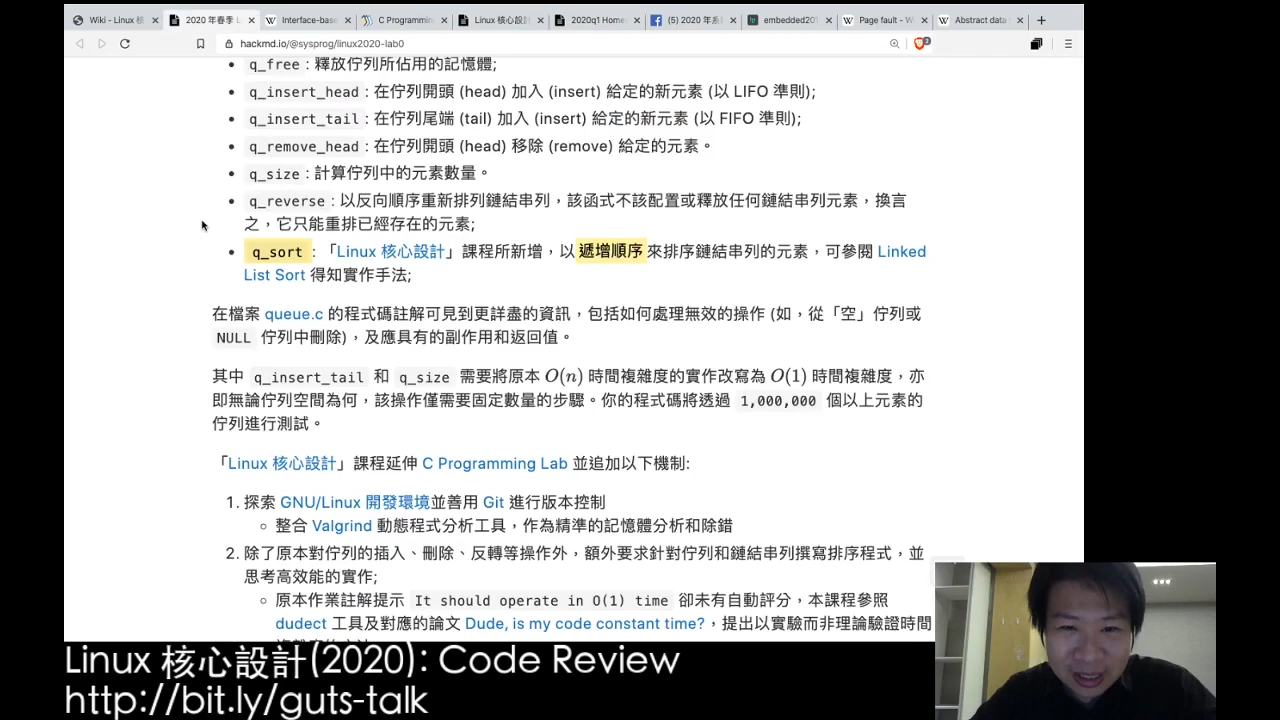 Wiki - Linux 核
2020 年春季 L
Interface-base
C Programmin
Linux 核心設計
2020q1 Home
(5) 2020 年系
embedded201
Page fault - W
Abstract data
hackmd.io/@sysprog/linux2020-lab0
q_free : 釋放佇列所佔用的記憶體;
q_insert_head : 在佇列開頭 (head) 加入 (insert) 給定的新元素 (以 LIFO 準則);
q_insert_tail : 在佇列尾端 (tail) 加入 (insert) 給定的新元素 (以 FIFO 準則);
q_remove_head : 在佇列開頭 (head) 移除 (remove) 給定的元素。
q_size : 計算佇列中的元素數量。
q_reverse : 以反向順序重新排列鏈結串列，該函式不該配置或釋放任何鏈結串列元素，換言
之，它只能重排已經存在的元素;
q_sort : 「Linux 核心設計」課程所新增，以 遞增順序 來排序鏈結串列的元素，可參閱 Linked
List Sort 得知實作手法;
在檔案 queue.c 的程式碼註解可見到更詳盡的資訊，包括如何處理無效的操作 (如，從「空」佇列或
NULL 佇列中刪除)，及應具有的副作用和返回值。
其中 q_insert_tail 和 q_size 需要將原本 O(n) 時間複雜度的實作改寫為 O(1) 時間複雜度，亦
即無論佇列空間為何，該操作僅需要固定數量的步驟。你的程式碼將透過 1,000,000 個以上元素的
佇列進行測試。
「Linux 核心設計」課程延伸 C Programming Lab 並追加以下機制:
1. 探索 GNU/Linux 開發環境並善用 Git 進行版本控制
整合 Valgrind 動態程式分析工具，作為精準的記憶體分析和除錯
2. 除了原本對佇列的插入、刪除、反轉等操作外，額外要求針對佇列和鏈結串列撰寫排序程式，並
思考高效能的實作;
原本作業註解提示 It should operate in O(1) time 卻未有自動評分，本課程參照
dudect 工具及對應的論文 Dude, is my code constant time?，提出以實驗而非理論驗證時間
Linux 核心設計(2020): Code Review
http://bit.ly/guts-talk